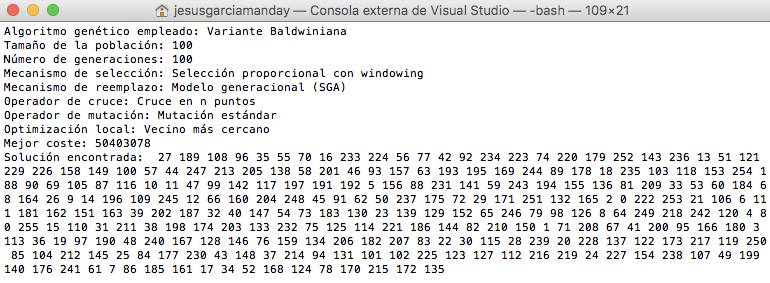 jesusgarciamanday — Consola externa de Visual Studio — -bash — 109×21
Algoritmo genético empleado: Variante Baldwiniana
Tamaño de la población: 100
Número de generaciones: 100
Mecanismo de selección: Selección proporcional con windowing
Mecanismo de reemplazo: Modelo generacional (SGA)
Operador de cruce: Cruce en n puntos
Operador de mutación: Mutación estándar
Optimización local: Vecino más cercano
Mejor coste: 50403078
Solución encontrada:  27 189 108 96 35 55 70 16 233 224 56 77 42 92 234 223 74 220 179 252 143 236 13 51 121
229 226 158 149 100 57 44 247 213 205 138 58 201 46 93 157 63 193 195 169 244 89 178 18 235 103 118 153 254 1
88 90 69 105 87 116 10 11 47 99 142 117 197 191 192 5 156 88 231 141 59 243 194 155 136 81 209 33 53 60 184 6
8 164 26 9 14 196 109 245 12 66 160 204 248 45 91 62 50 237 175 72 29 171 251 132 165 2 0 222 253 21 106 6 11
1 181 162 151 163 39 202 187 32 40 147 54 73 183 130 23 139 129 152 65 246 79 98 126 8 64 249 218 242 120 4 8
0 255 15 110 31 211 38 198 174 203 133 232 75 125 114 221 186 144 82 210 150 1 71 208 67 41 200 95 166 180 3
113 36 19 97 190 48 240 167 128 146 76 159 134 206 182 207 83 22 30 115 28 239 20 228 137 122 173 217 119 250
 85 104 212 145 25 84 177 230 43 148 37 214 94 131 101 102 225 123 127 112 216 219 24 227 154 238 107 49 199
140 176 241 61 7 86 185 161 17 34 52 168 124 78 170 215 172 135